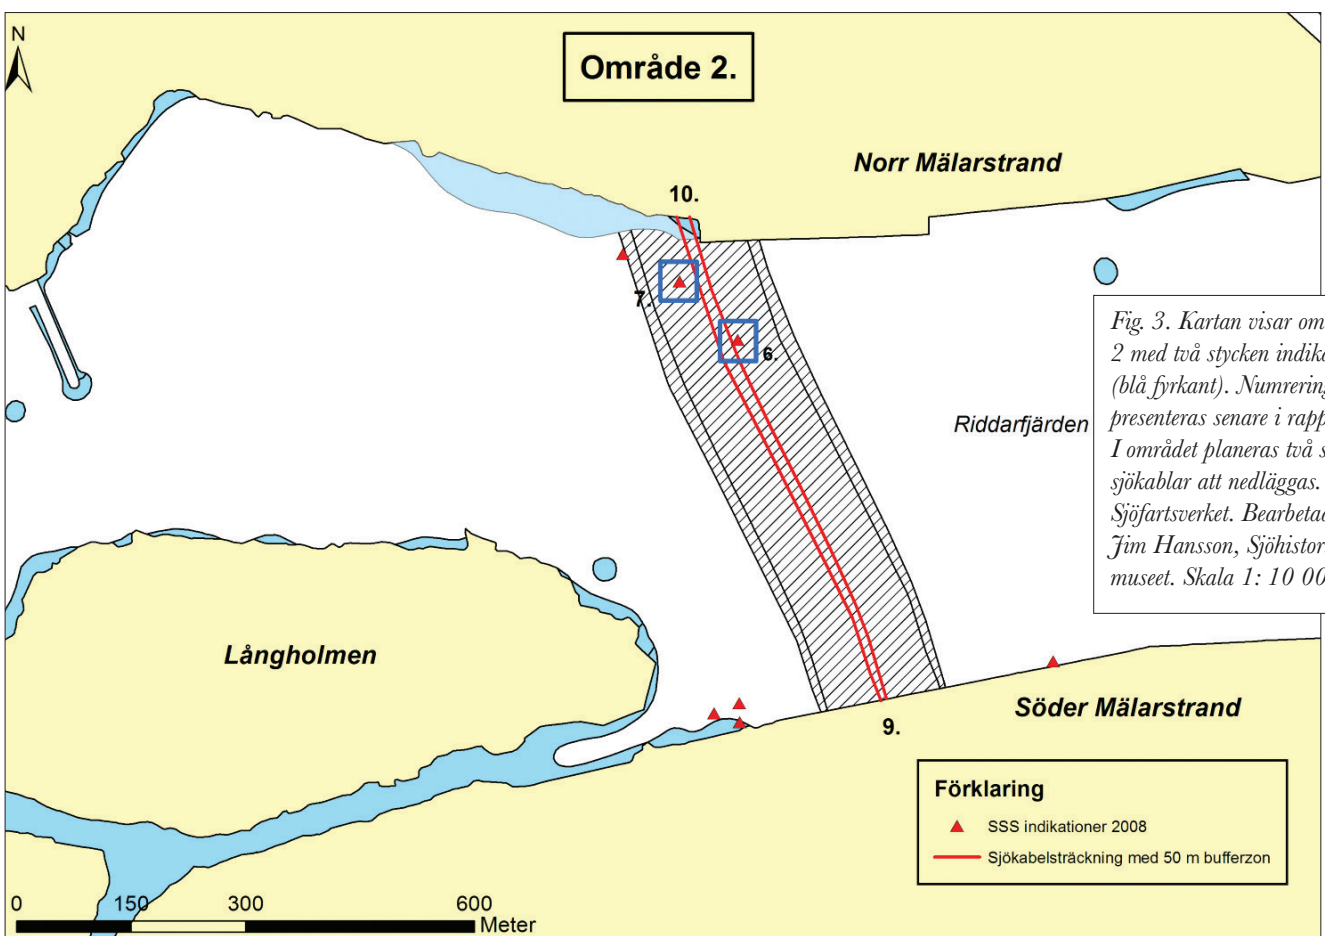 N
Område 2.
Norr Mälarstrand
10.
7.
6.
Fig. 3. Kartan visar om
2 med två stycken indika
(blå fyrkant). Numrering
presenteras senare i rapp
I området planeras två s
sjökablar att nedläggas.
Sjöfartsverket. Bearbetad
Jim Hansson, Sjöhistor
museet. Skala 1: 10 00
Riddarfjärden
Långholmen
Söder Mälarstrand
9.
Förklaring
SSS indikationer 2008
Sjökabelsträckning med 50 m bufferzon
0 150 300 600
Meter